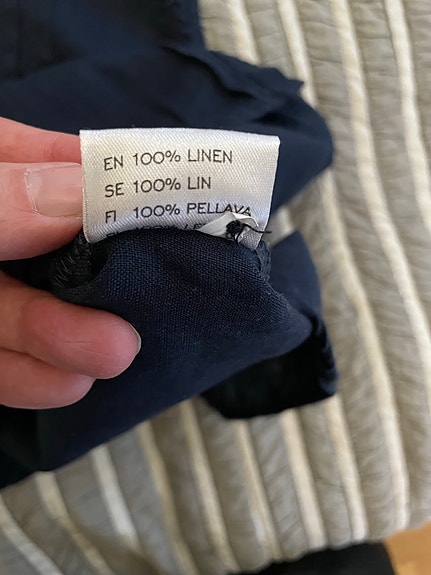 EN 100% LINEN
SE 100% LIN
FI 100% PELLAVA